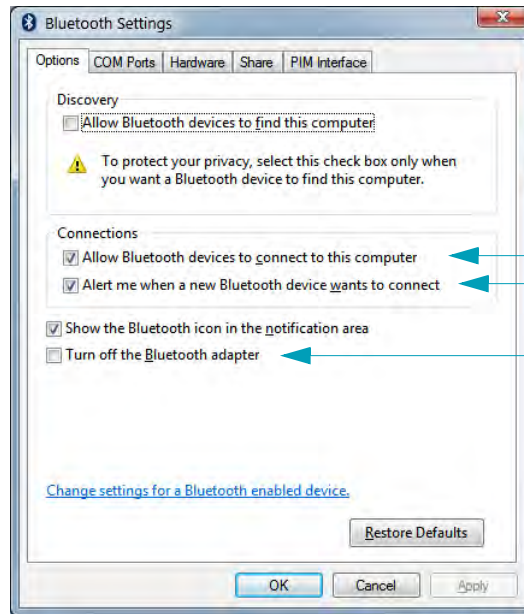 Bluetooth Settings
Options COM Ports Hardware Share PIM Interface
Discovery
Allow Bluetooth devices to find this computer
To protect your privacy, select this check box only when
you want a Bluetooth device to find this computer.
Connections
Allow Bluetooth devices to connect to this computer
Alert me when a new Bluetooth device wants to connect
Show the Bluetooth icon in the notification area
Turn off the Bluetooth adapter
Change settings for a Bluetooth enabled device.
Restore Defaults
OK Cancel Apply